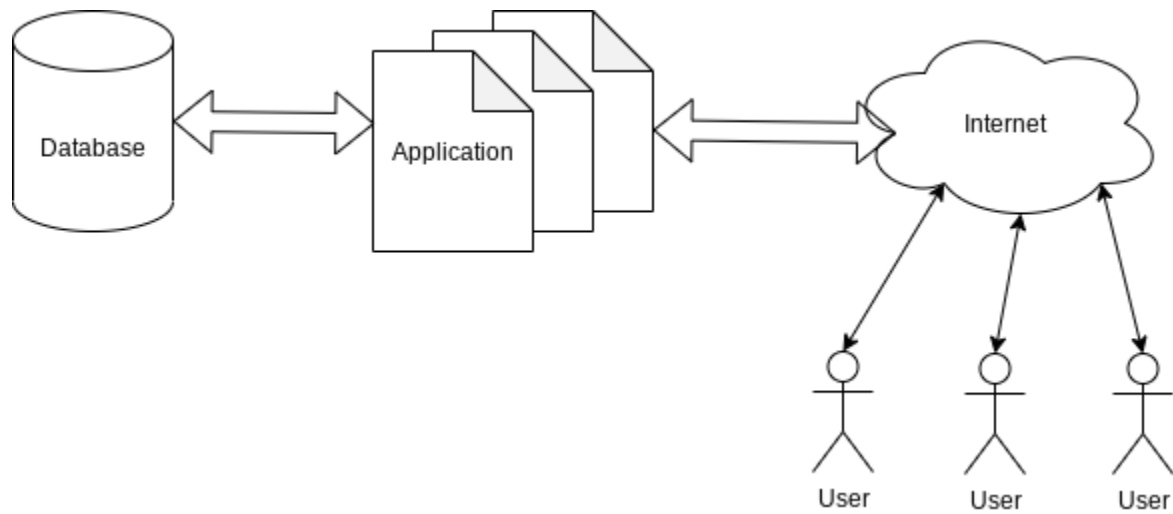 Database
Application
Internet
User
User
User